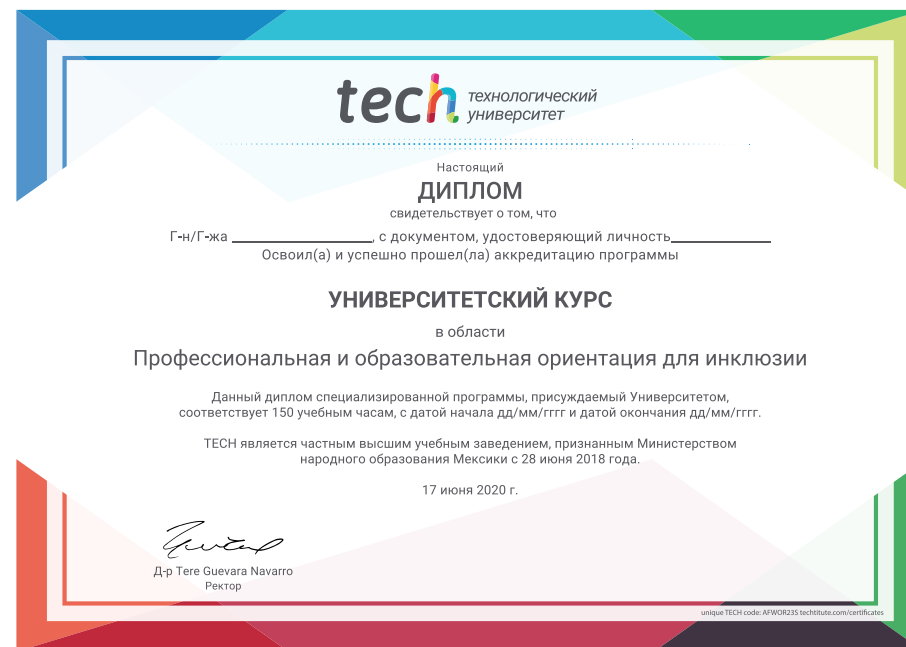 tech технологический
университет
Настоящий
ДИПЛОМ
свидетельствует о том, что
Г-н/Г-жа ____________________, с документом, удостоверяющий личность______________
Освоил(а) и успешно прошел(ла) аккредитацию программы
УНИВЕРСИТЕТСКИЙ КУРС
в области
Профессиональная и образовательная ориентация для инклюзии
Данный диплом специализированной программы, присуждаемый Университетом,
соответствует 150 учебным часам, с датой начала дд/мм/гггг и датой окончания дд/мм/гггг.
TECH является частным высшим учебным заведением, признанным Министерством
народного образования Мексики с 28 июня 2018 года.
17 июня 2020 г.
Д-р Tere Guevara Navarro
Ректор
unique TECH code: AFWOR23S techtitute.com/certificates